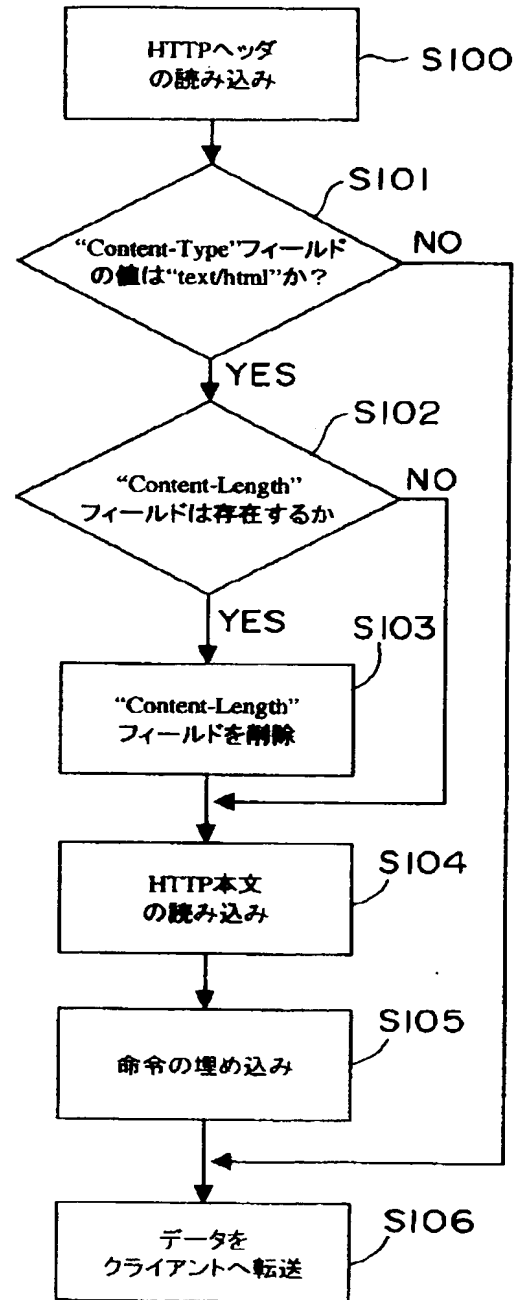 HTTPヘッダ
の読み込み
S100
S101
“Content-Type”フィールド
の値は“text/html”か？
NO
YES
S102
“Content-Length”
フィールドは存在するか
NO
YES
S103
“Content-Length”
フィールドを削除
S104
HTTP本文
の読み込み
S105
命令の埋め込み
S106
データを
クライアントへ転送